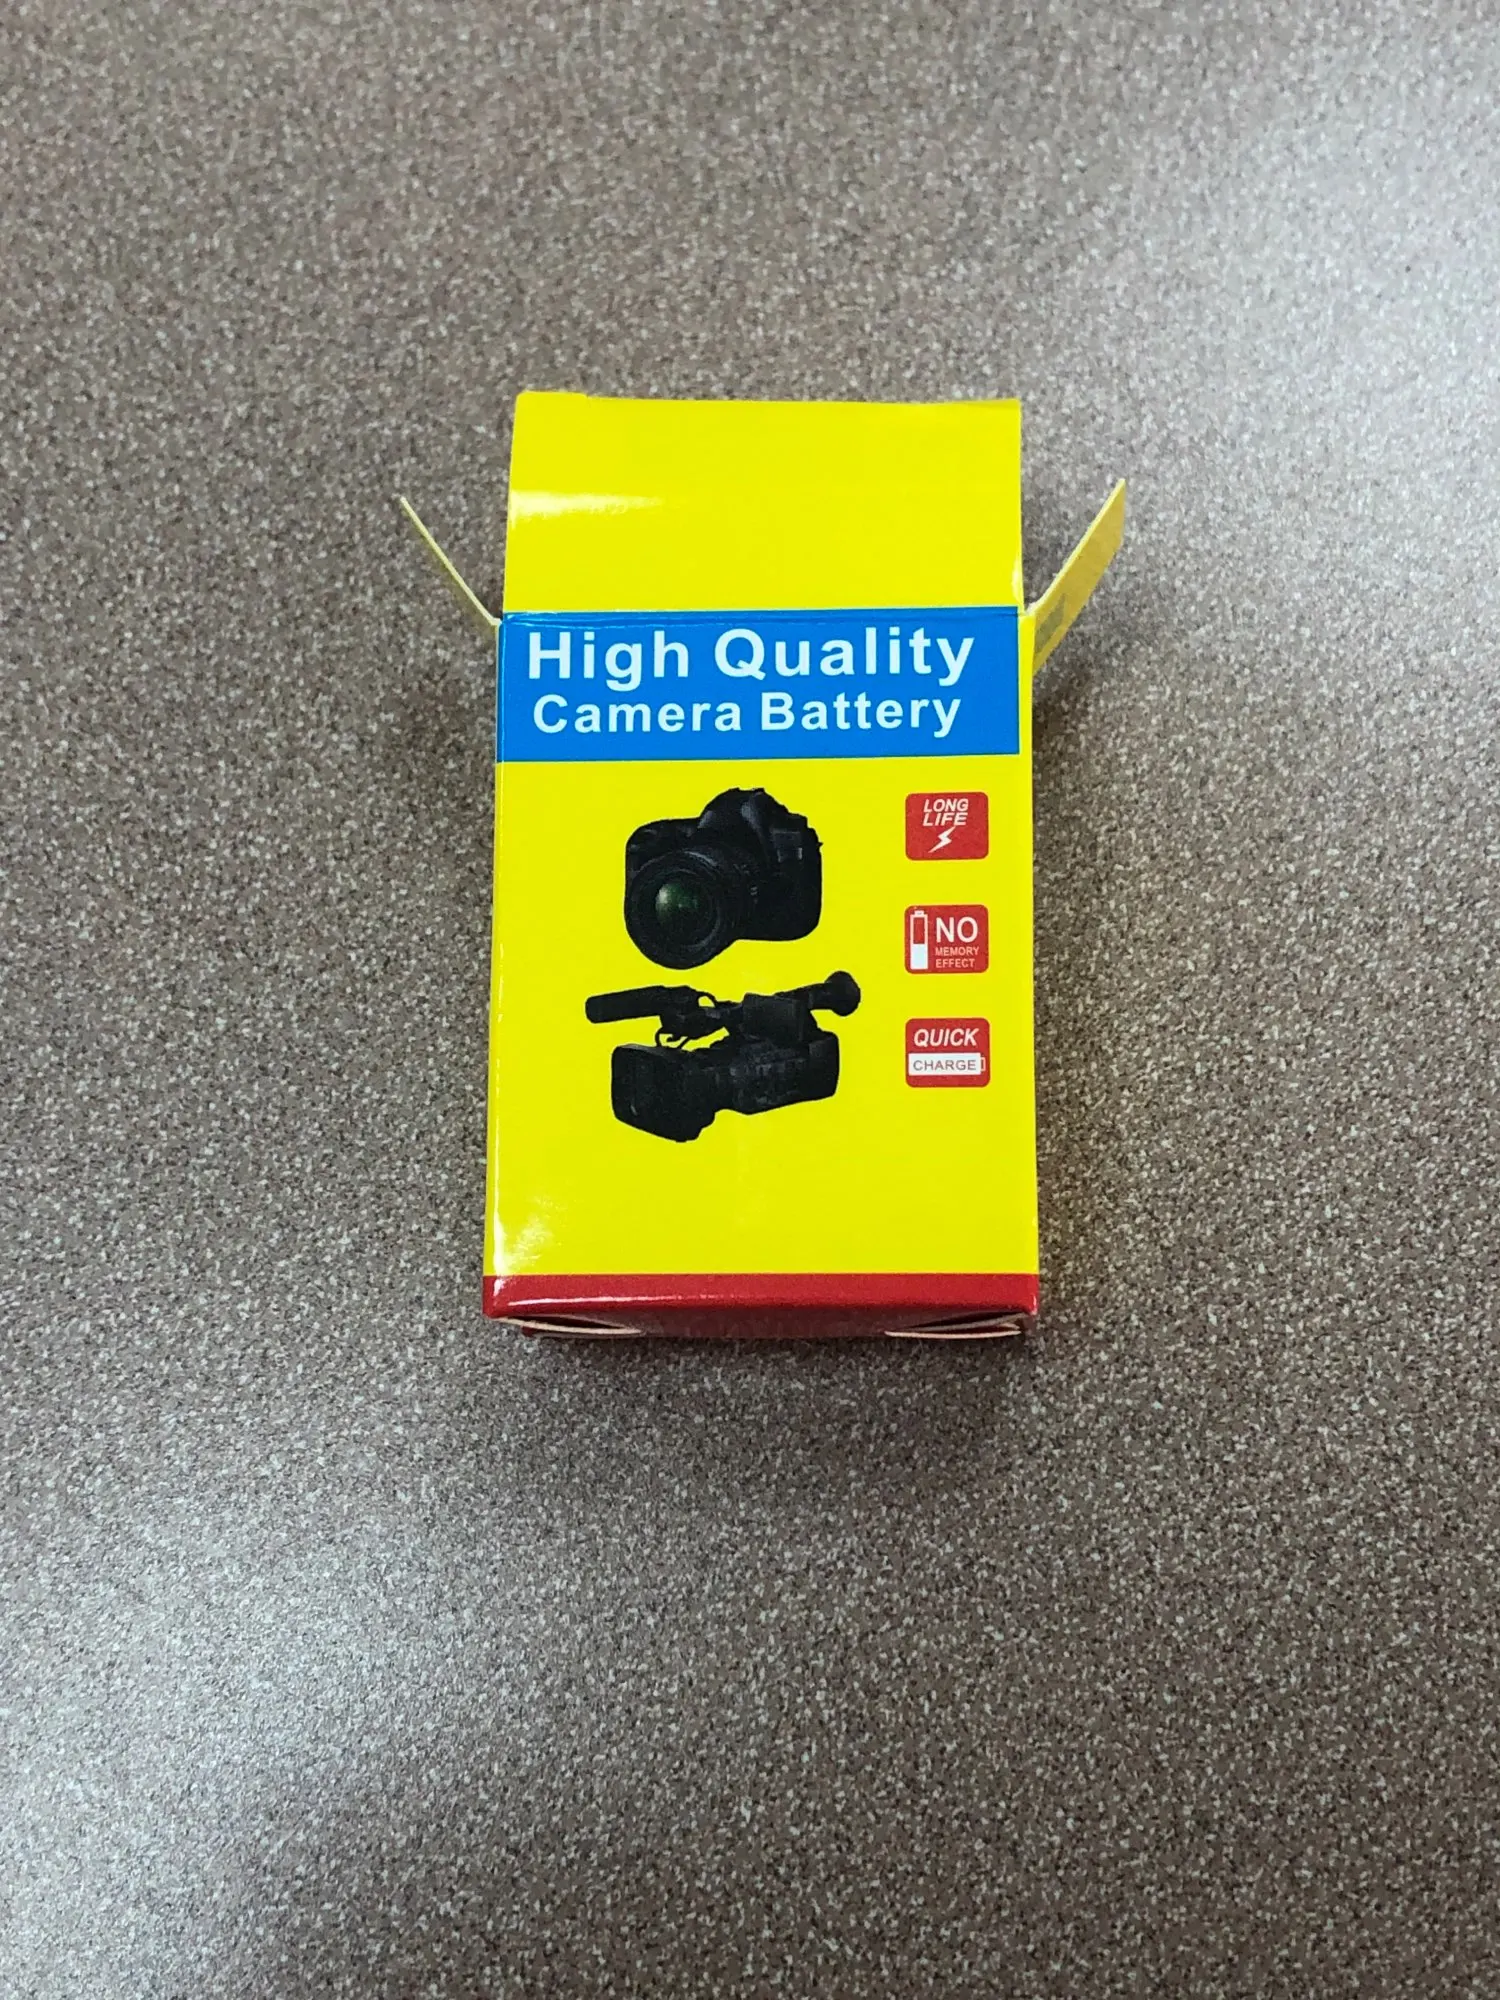 High Quality
Camera Battery
LONG
LIFE
NO
MEMORY
EFFECT
QUICK
CHARGE